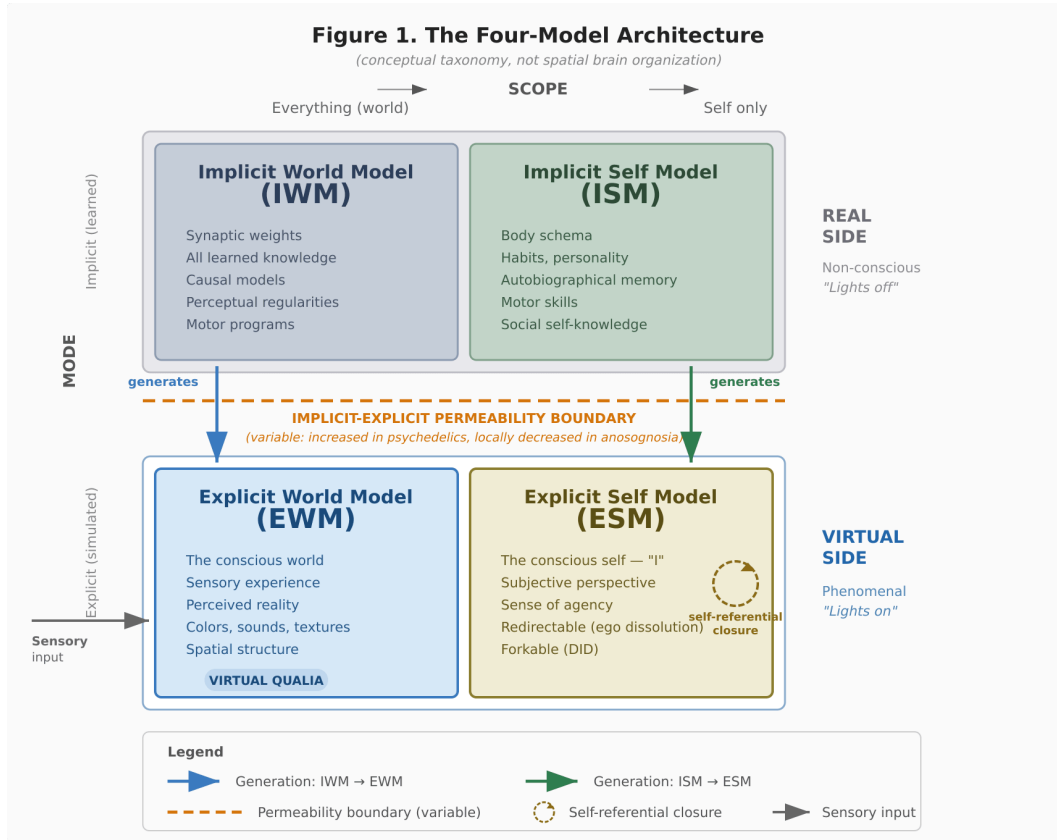 Figure 1. The Four-Model Architecture
(conceptual taxonomy, not spatial brain organization)
SCOPE
Everything (world)
Self only
MODE
Implicit (learned)
Implicit World Model
(IWM)
Synaptic weights
All learned knowledge
Causal models
Perceptual regularities
Motor programs
Implicit Self Model
(ISM)
Body schema
Habits, personality
Autobiographical memory
Motor skills
Social self-knowledge
REAL
SIDE
Non-conscious
"Lights off"
generates
generates
IMPLICIT-EXPLICIT PERMEABILITY BOUNDARY
(variable: increased in psychedelics, locally decreased in anosognosia)
Explicit (simulated)
Sensory
input
Explicit World Model
(EWM)
The conscious world
Sensory experience
Perceived reality
Colors, sounds, textures
Spatial structure
VIRTUAL QUALIA
Explicit Self Model
(ESM)
The conscious self — "I"
Subjective perspective
Sense of agency
Redirectable (ego dissolution)
Forkable (DID)
self-referential
closure
VIRTUAL
SIDE
Phenomenal
"Lights on"
Legend
Generation: IWM → EWM
Generation: ISM → ESM
Permeability boundary (variable)
Self-referential closure
Sensory input